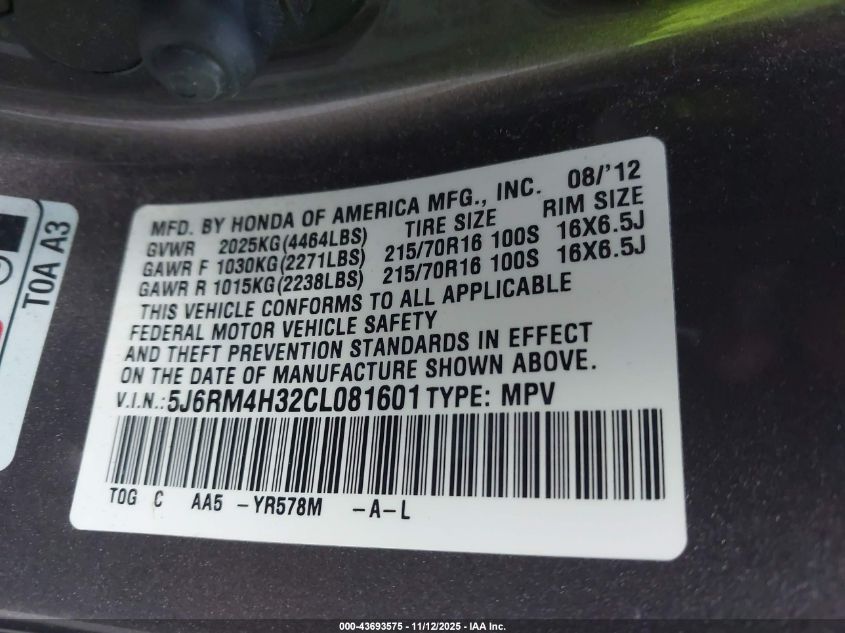 MFD. BY HONDA OF AMERICA MFG., INC. 08/'12
TIRE SIZE RIM SIZE
GVWR 2025KG(4464LBS)
GAWR F 1030KG(2271LBS) 215/70R16 100S 16X6.5J
GAWR R 1015KG(2238LBS) 215/70R16 100S 16X6.5J
THIS VEHICLE CONFORMS TO ALL APPLICABLE
FEDERAL MOTOR VEHICLE SAFETY
AND THEFT PREVENTION STANDARDS IN EFFECT
ON THE DATE OF MANUFACTURE SHOWN ABOVE.
V.I.N.:5J6RM4H32CL081601 TYPE: MPV
TOG C AA5 -YR578M -A-L
TOA A3
000-43693575 - 11/12/2025 - IAA Inc.